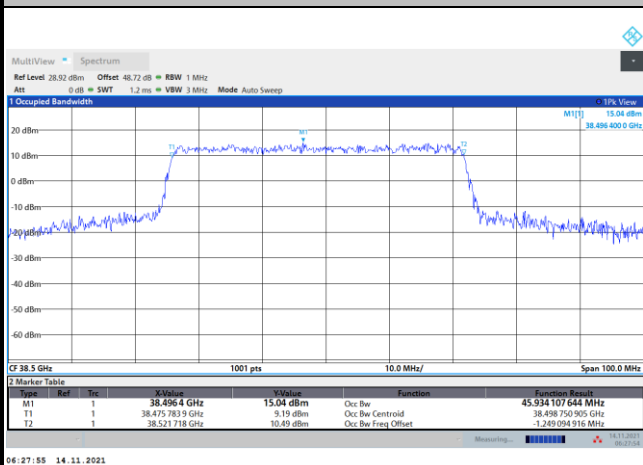 MultiView Spectrum
Ref Level 28.92 dBm Offset 48.72 dB RBW 1 MHz
Att 0 dB SWT 1.2 ms VBW 3 MHz Mode Auto Sweep
1 Occupied Bandwidth 1Pk View
M1[1] 15.04 dBm
38.496 400 0 GHz
20 dBm
M1
T1
T2
10 dBm
0 dBm
-10 dBm
-20 dBm
-30 dBm
-40 dBm
-50 dBm
-60 dBm
CF 38.5 GHz 1001 pts 10.0 MHz/ Span 100.0 MHz
2 Marker Table
Type Ref Trc X-Value Y-Value Function Function Result
M1 1 38.496 4 GHz 15.04 dBm Occ Bw 45.934 107 644 MHz
T1 1 38.475 783 9 GHz 9.19 dBm Occ Bw Centroid 38.498 750 905 GHz
T2 1 38.521 718 GHz 10.49 dBm Occ Bw Freq Offset -1.249 094 916 MHz
Measuring... 14.11.2021
06:27:54
06:27:55 14.11.2021